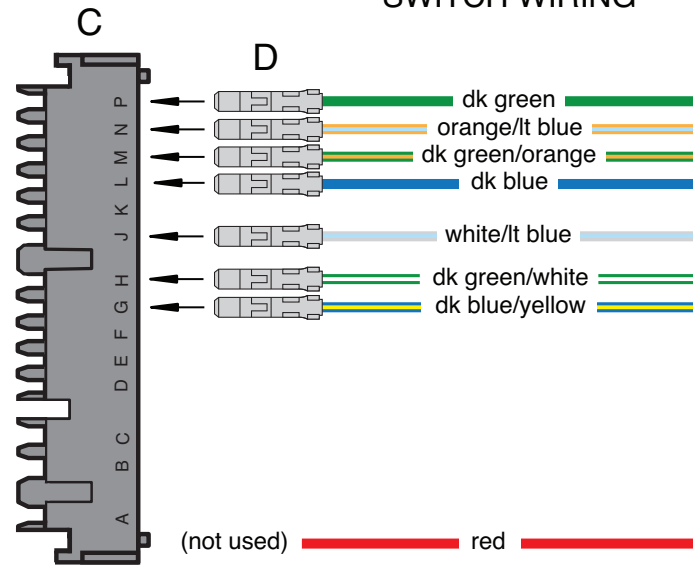 SWITCH WIRING
C
D
P
dk green
N
orange/lt blue
M
dk green/orange
L
dk blue
K
J
white/lt blue
H
dk green/white
G
dk blue/yellow
F
E
D
C
B
A
(not used)
red